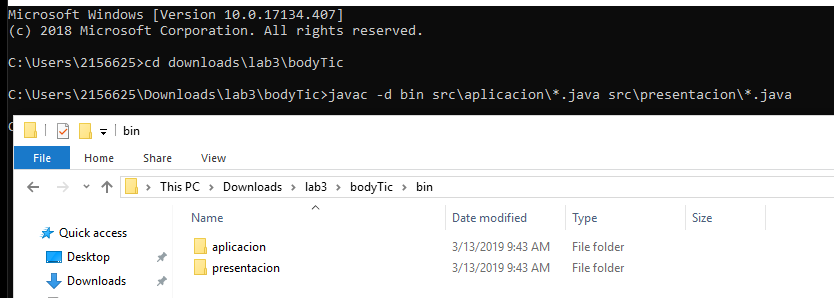 Microsoft Windows [Version 10.0.17134.407]
(c) 2018 Microsoft Corporation. All rights reserved.
C:\Users\2156625>cd downloads\lab3\bodyTic
C:\Users\2156625\Downloads\lab3\bodyTic>javac -d bin src\aplicacion\*.java src\presentacion\*.java
bin
File Home Share View
This PC > Downloads > lab3 > bodyTic > bin
Name Date modified Type Size
Quick access
aplicacion 3/13/2019 9:43 AM File folder
Desktop
presentacion 3/13/2019 9:43 AM File folder
Downloads